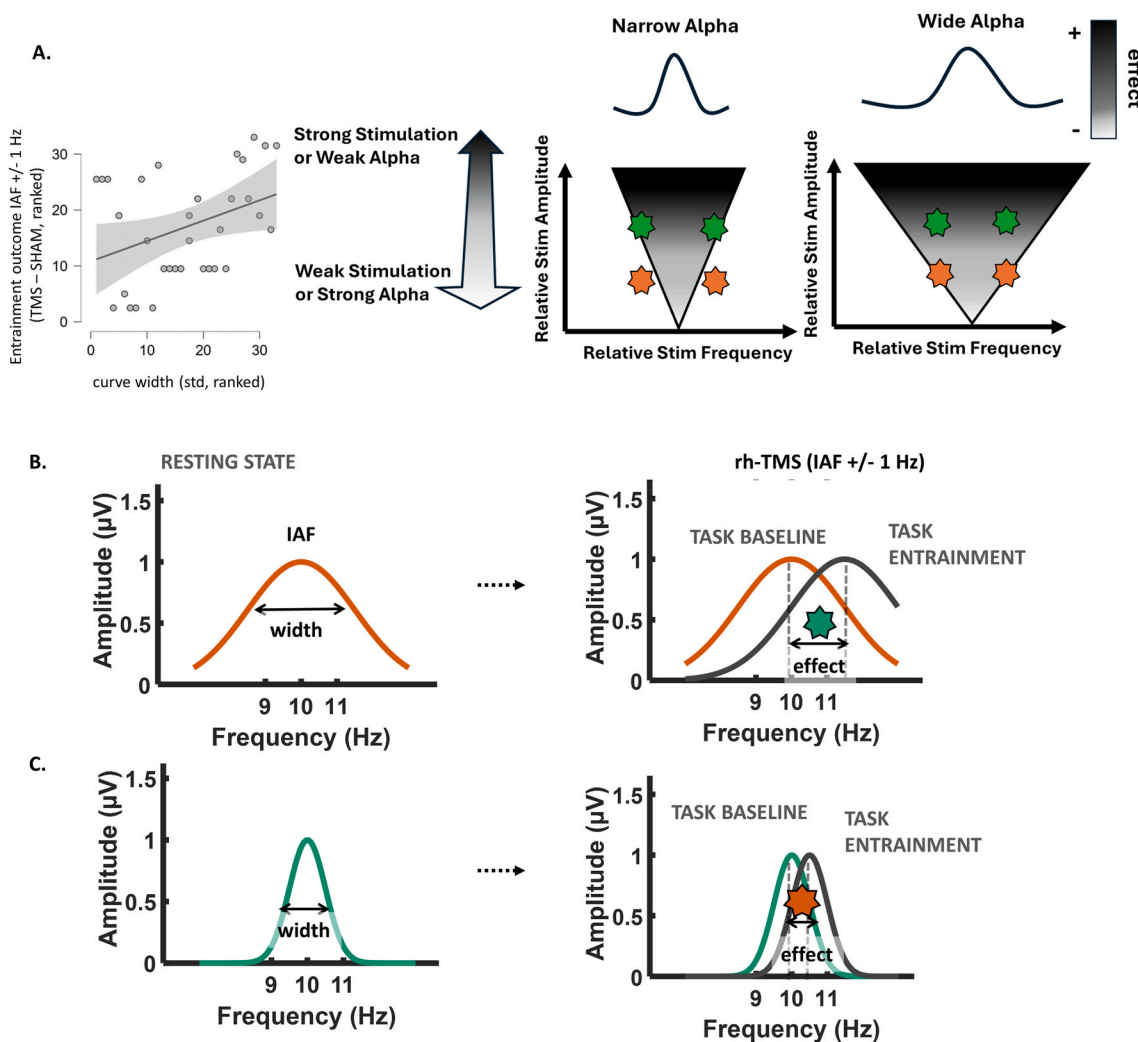 A.
Entrainment outcome IAF +/- 1 Hz
(TMS – SHAM, ranked)
30
20
10
0
0
10
20
30
curve width (std, ranked)
Strong Stimulation
or Weak Alpha
Weak Stimulation
or Strong Alpha
Narrow Alpha
Relative Stim Amplitude
Relative Stim Frequency
Wide Alpha
Relative Stim Amplitude
Relative Stim Frequency
+
-
effect
B.
RESTING STATE
Amplitude (µV)
1.5
1
0.5
0
IAF
width
9
10
11
Frequency (Hz)
rh-TMS (IAF +/- 1 Hz)
Amplitude (µV)
1.5
1
0.5
0
TASK BASELINE
TASK
ENTRAINMENT
effect
9
10
11
Frequency (Hz)
C.
Amplitude (µV)
1.5
1
0.5
0
width
9
10
11
Frequency (Hz)
Amplitude (µV)
1.5
1
0.5
0
TASK BASELINE
TASK
ENTRAINMENT
effect
9
10
11
Frequency (Hz)